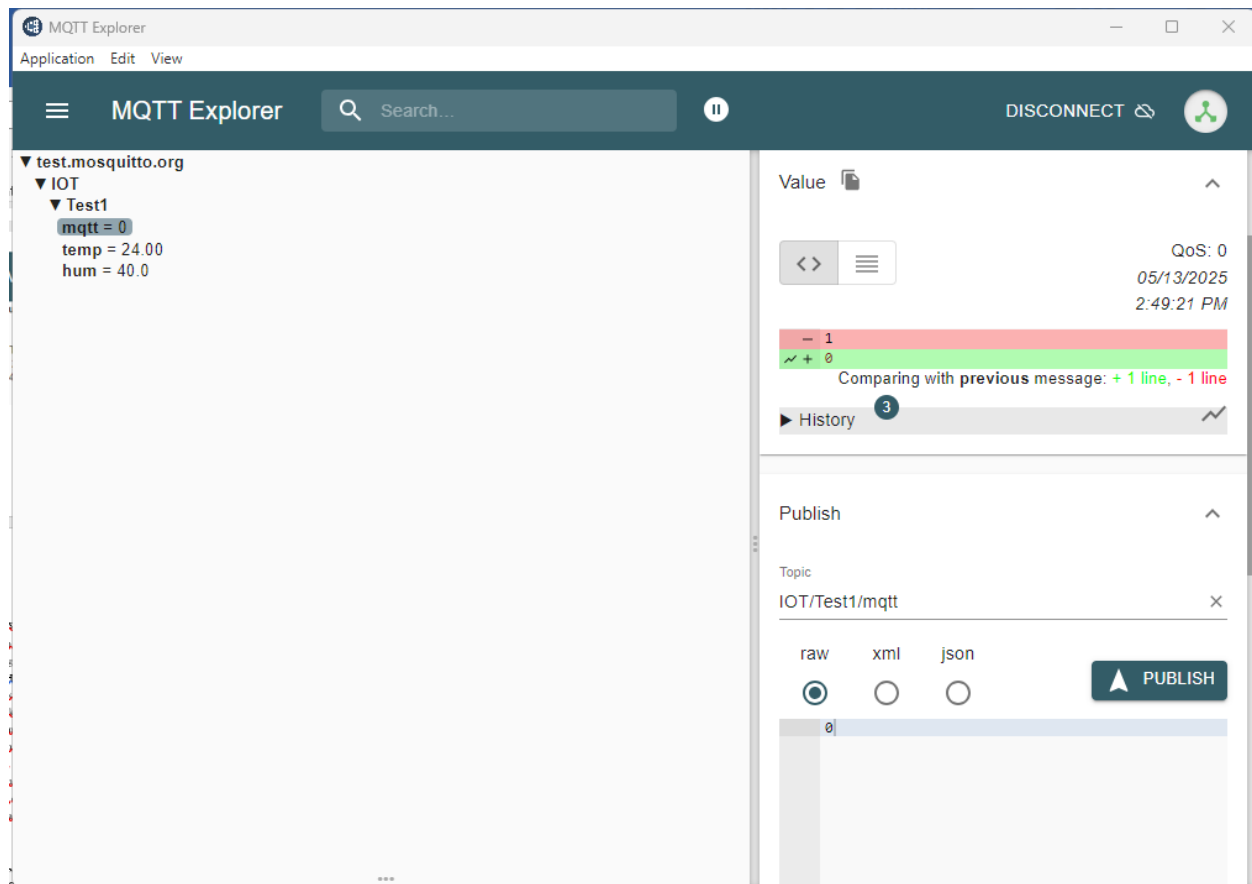 MQTT Explorer
Application Edit View
MQTT Explorer
Search...
DISCONNECT
▼ test.mosquitto.org
▼ IOT
▼ Test1
mqtt = 0
temp = 24.00
hum = 40.0
Value
QoS: 0
05/13/2025
2:49:21 PM
- 1
+ 0
Comparing with previous message: + 1 line, - 1 line
▶ History 3
Publish
Topic
IOT/Test1/mqtt
raw xml json
PUBLISH
0